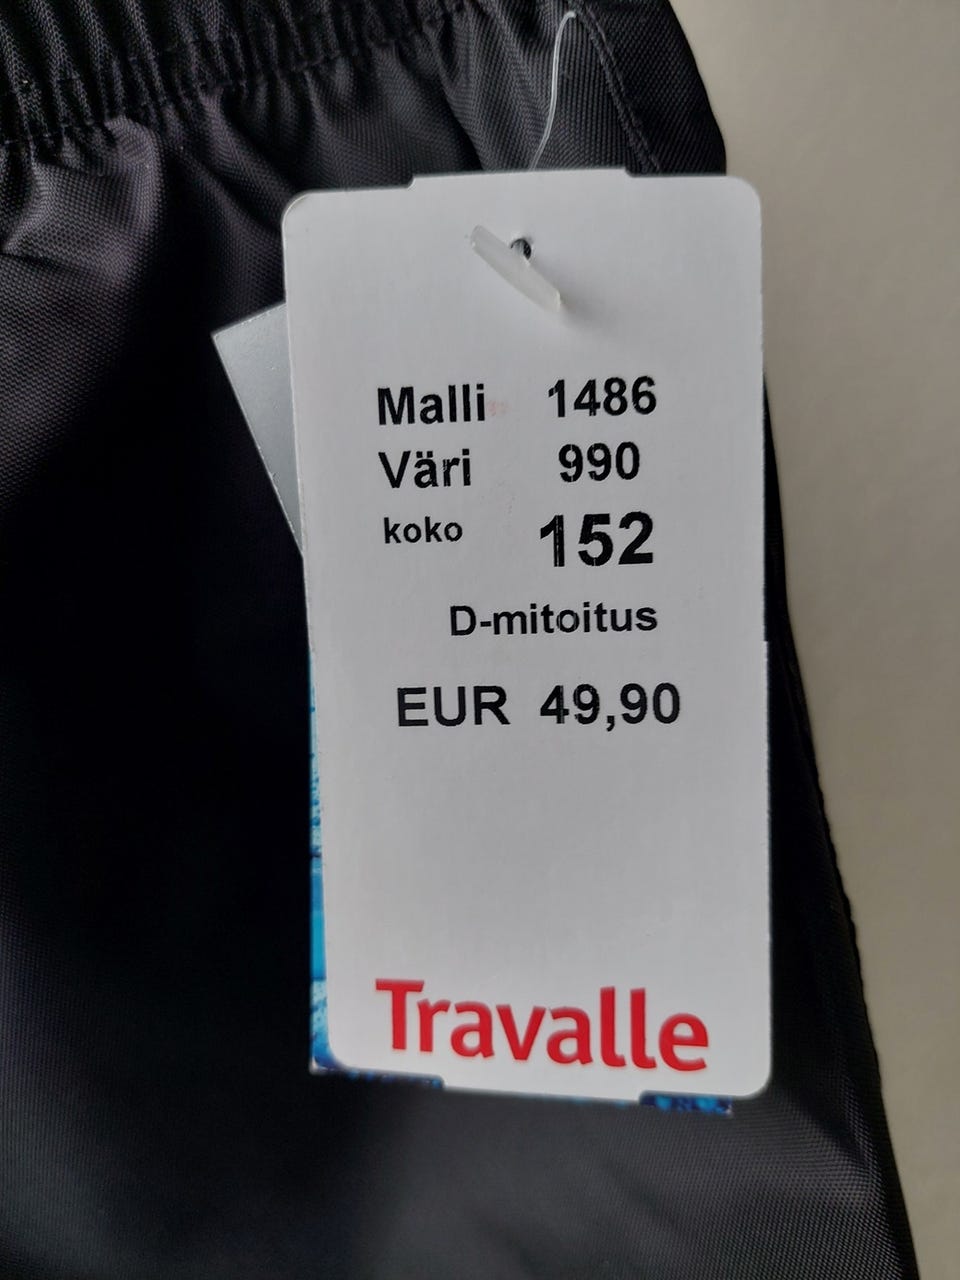 Malli 1486
Väri 990
koko 152
D-mitoitus
EUR 49,90
Travalle